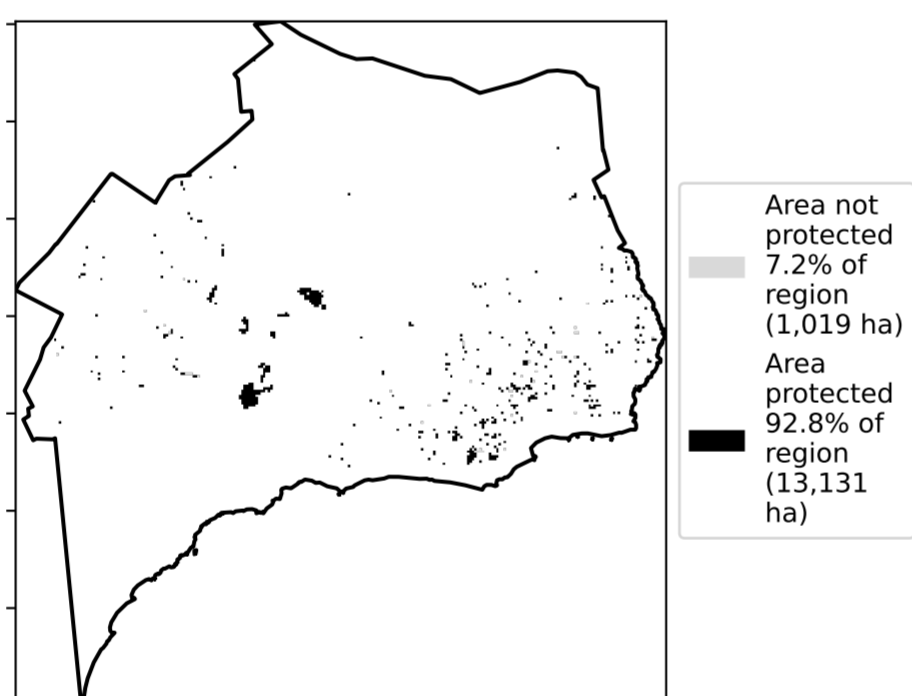 Area not
protected
7.2% of
region
(1,019 ha)
Area
protected
92.8% of
region
(13,131
ha)